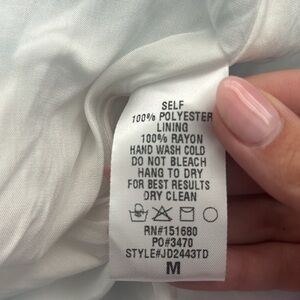 SELF
100% POLYESTER
LINING
100% RAYON
HAND WASH COLD
DO NOT BLEACH
HANG TO DRY
FOR BEST RESULTS
DRY CLEAN
RN#151680
PO#3470
STYLE#JD2443TD
M